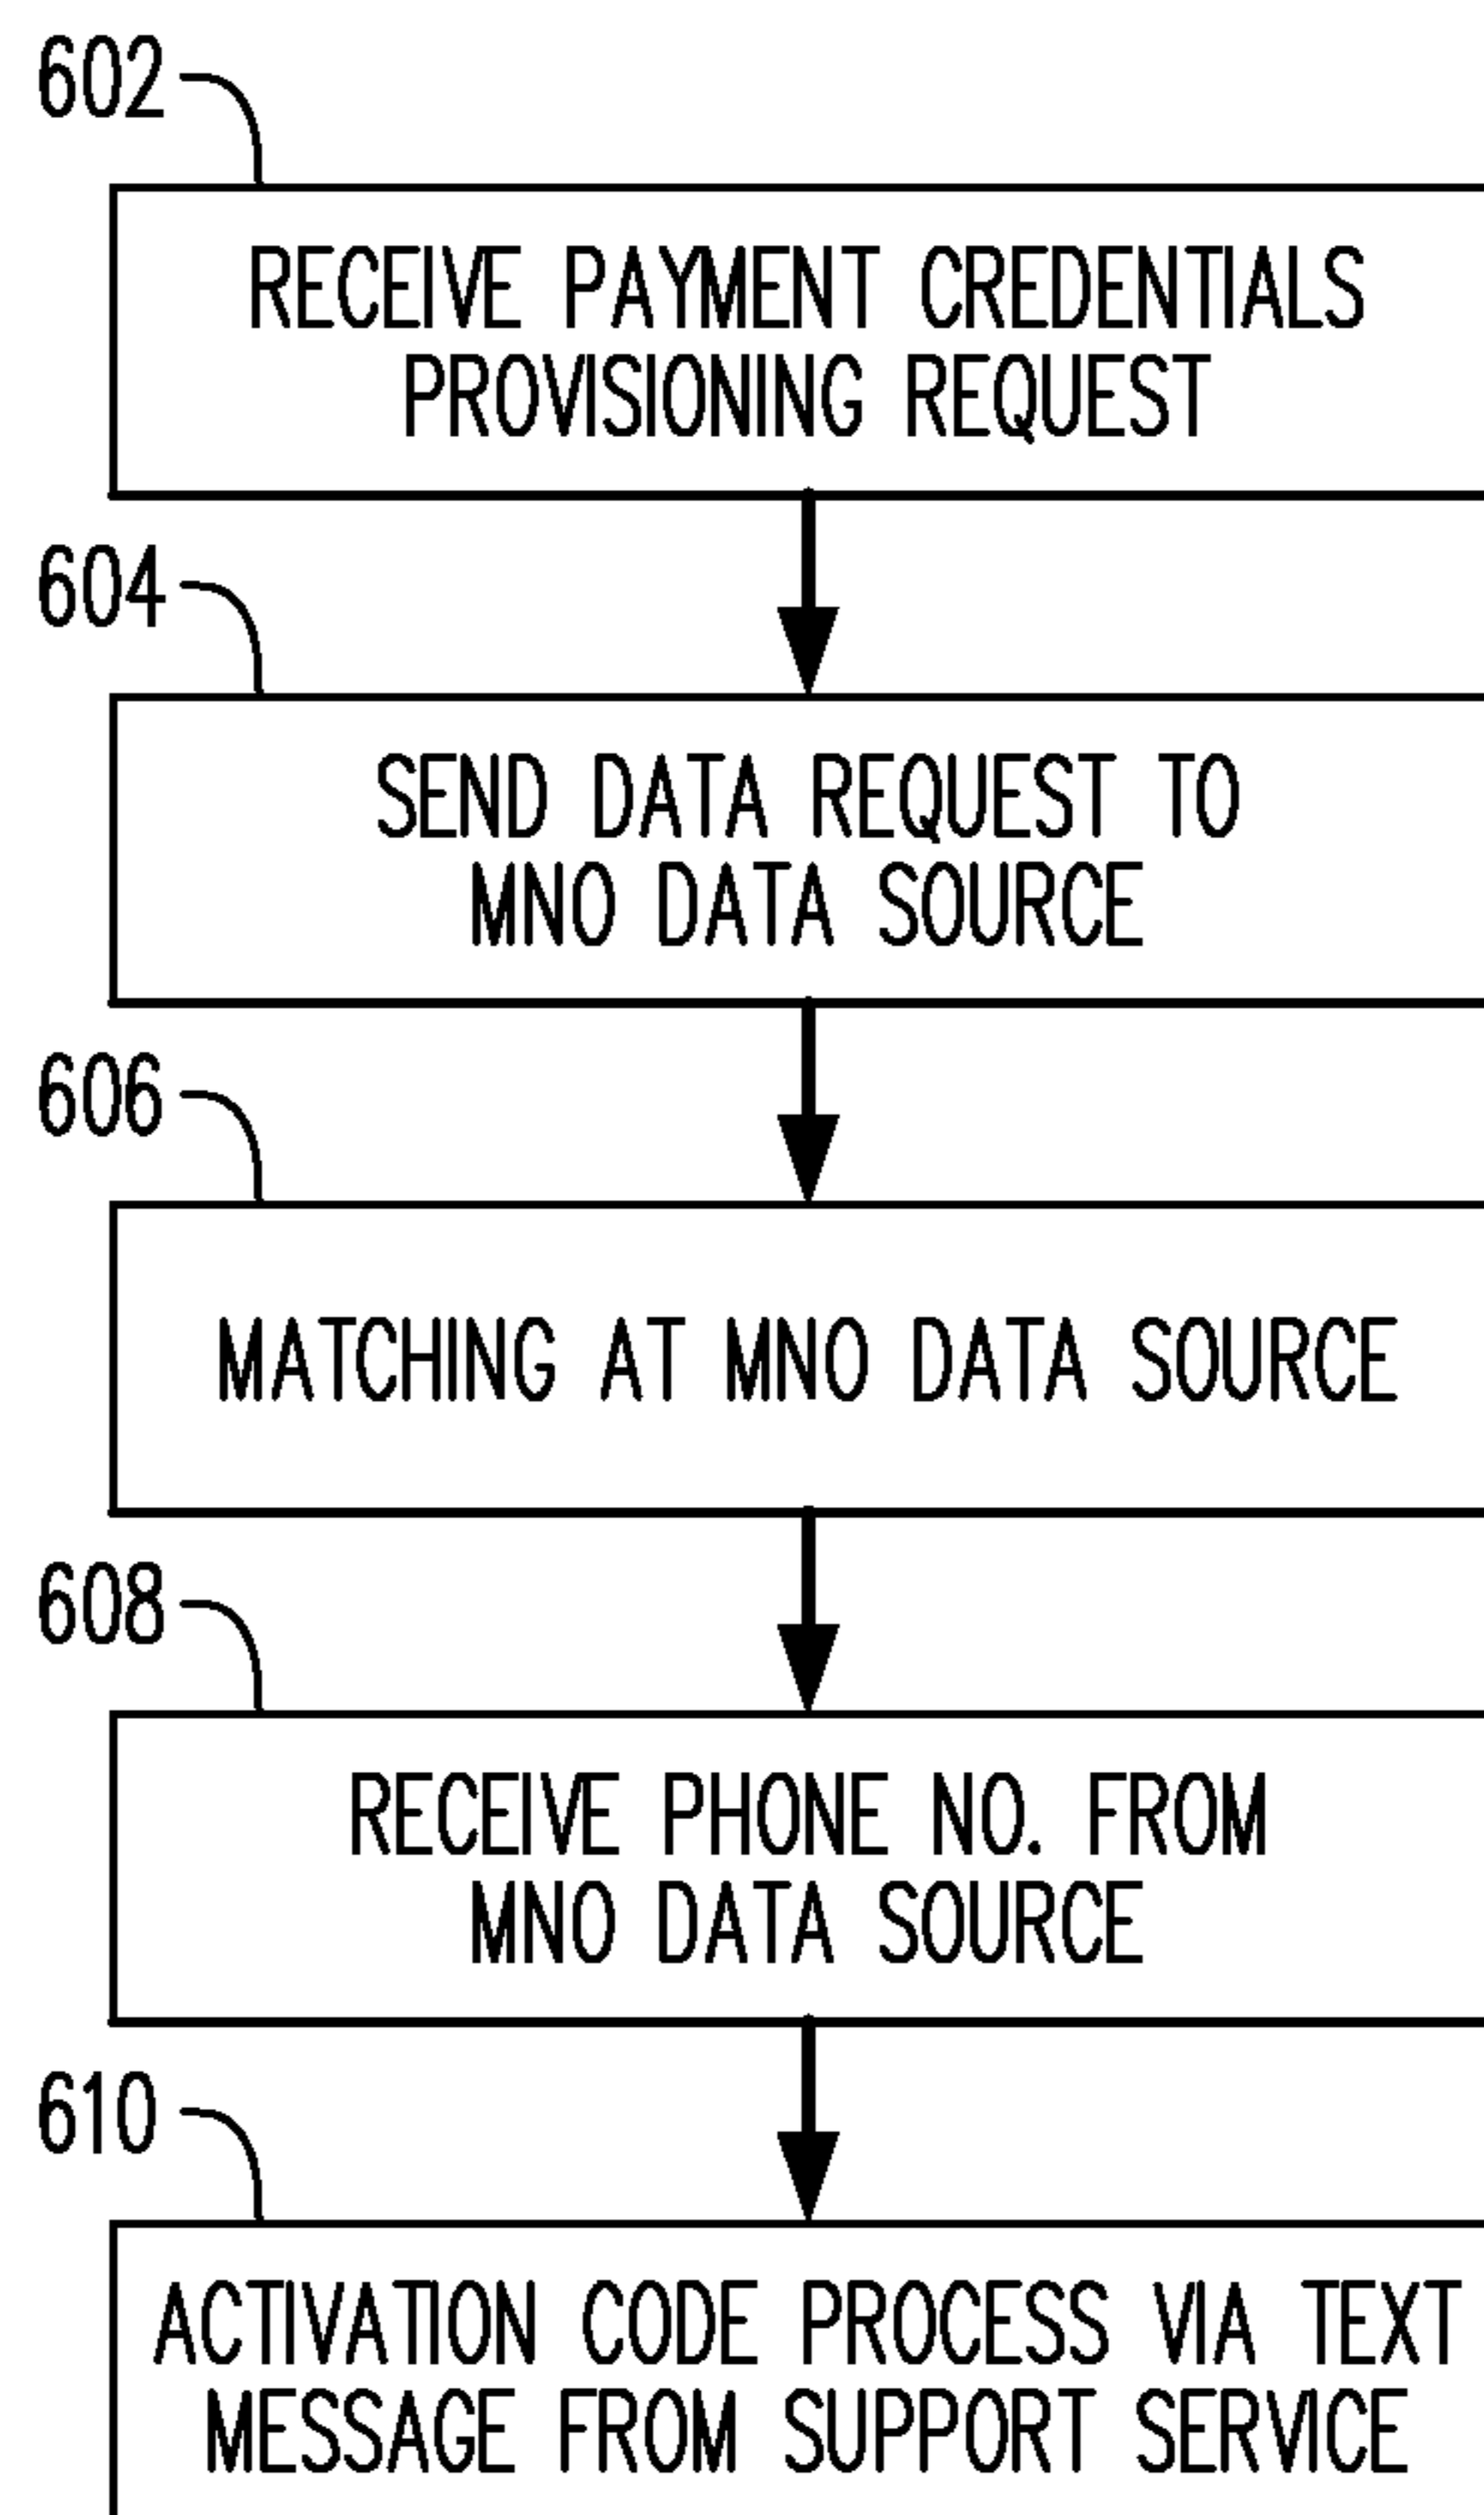 602
RECEIVE PAYMENT CREDENTIALS
PROVISIONING REQUEST
604
SEND DATA REQUEST TO
MNO DATA SOURCE
606
MATCHING AT MNO DATA SOURCE
608
RECEIVE PHONE NO. FROM
MNO DATA SOURCE
610
ACTIVATION CODE PROCESS VIA TEXT
MESSAGE FROM SUPPORT SERVICE